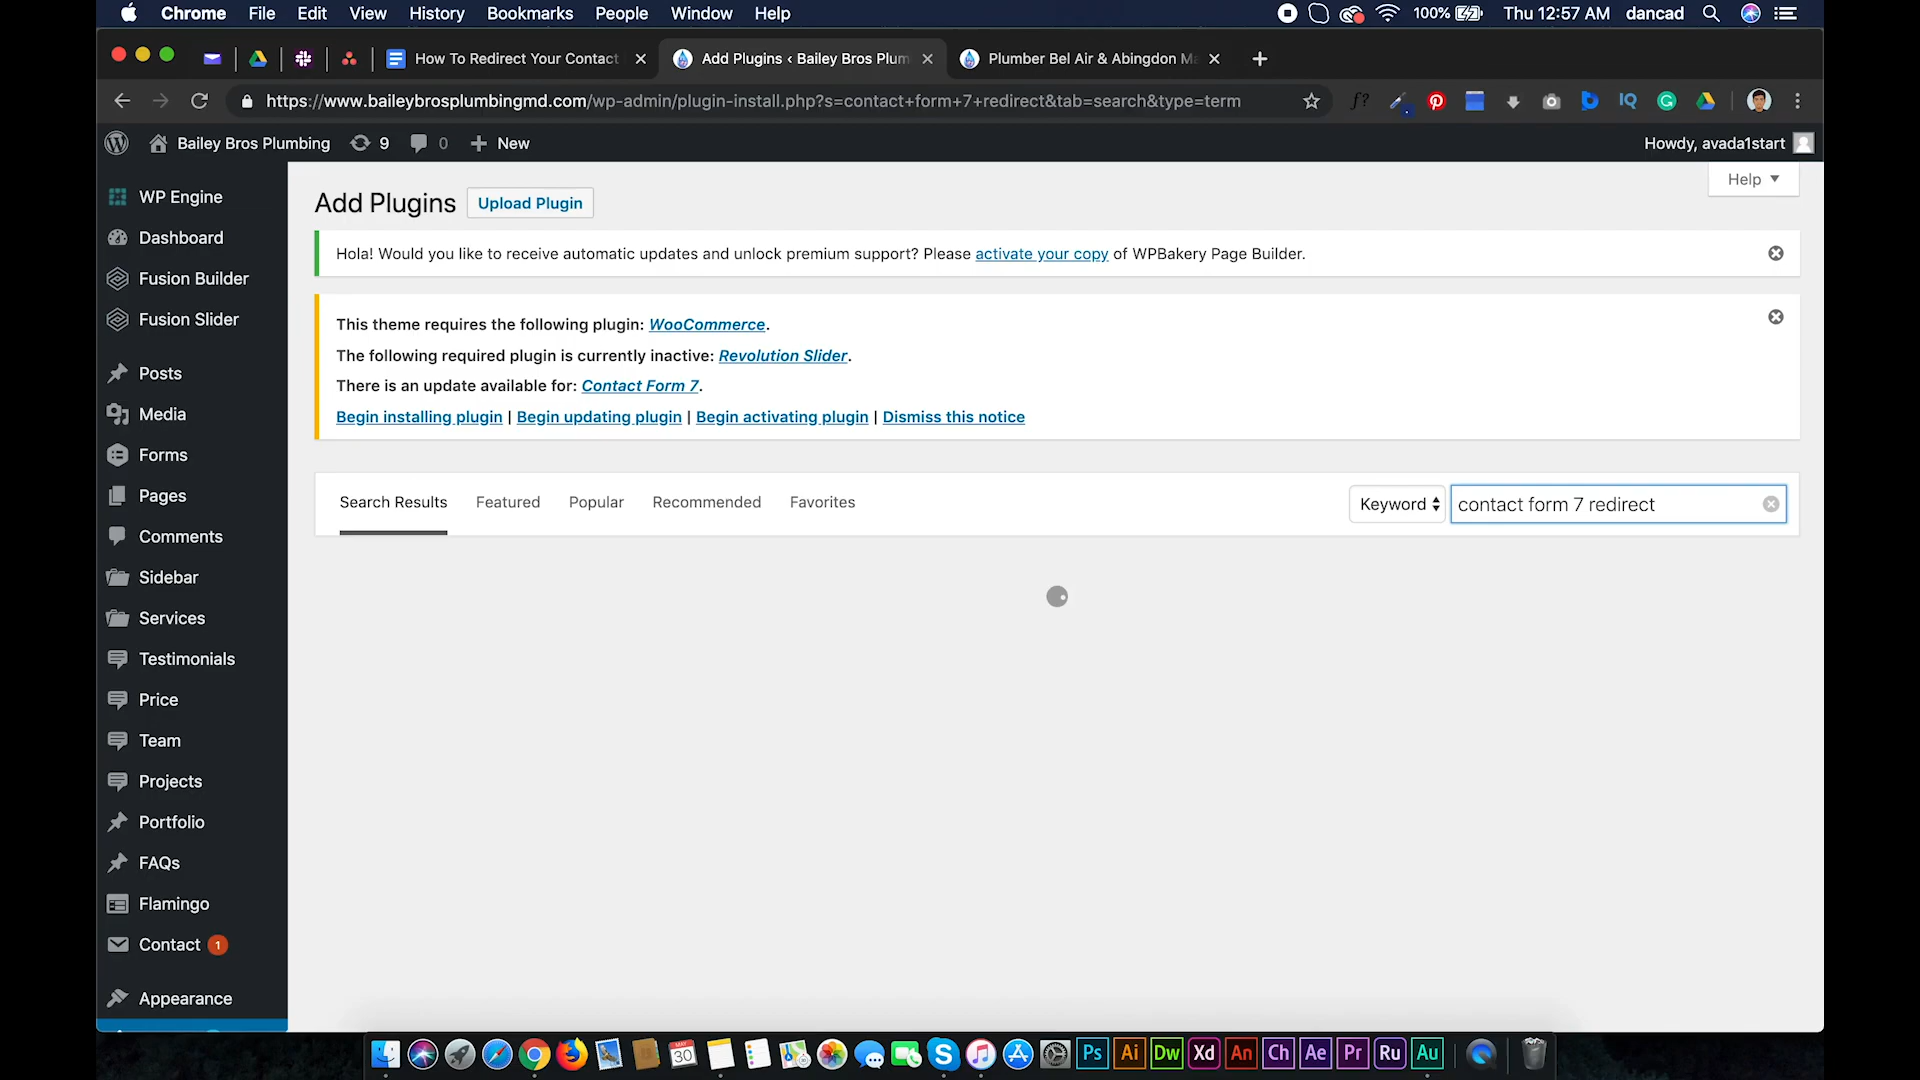 Chrome File Edit View History Bookmarks People Window Help 100% Thu 12:57 AM dancad
How To Redirect Your Contact Add Plugins ‹ Bailey Bros Plum Plumber Bel Air & Abingdon Ma
https://www.baileybrosplumbingmd.com/wp-admin/plugin-install.php?s=contact+form+7+redirect&tab=search&type=term f? IQ
Bailey Bros Plumbing 9 0 New Howdy, avada1start
WP Engine
Dashboard
Fusion Builder
Fusion Slider
Posts
Media
Forms
Pages
Comments
Sidebar
Services
Testimonials
Price
Team
Projects
Portfolio
FAQs
Flamingo
Contact 1
Appearance
Help
Add Plugins Upload Plugin
Hola! Would you like to receive automatic updates and unlock premium support? Please activate your copy of WPBakery Page Builder.
This theme requires the following plugin: WooCommerce.
The following required plugin is currently inactive: Revolution Slider.
There is an update available for: Contact Form 7.
Begin installing plugin | Begin updating plugin | Begin activating plugin | Dismiss this notice
Search Results Featured Popular Recommended Favorites Keyword contact form 7 redirect
30 Ps Ai Dw Xd An Ch Ae Pr Ru Au